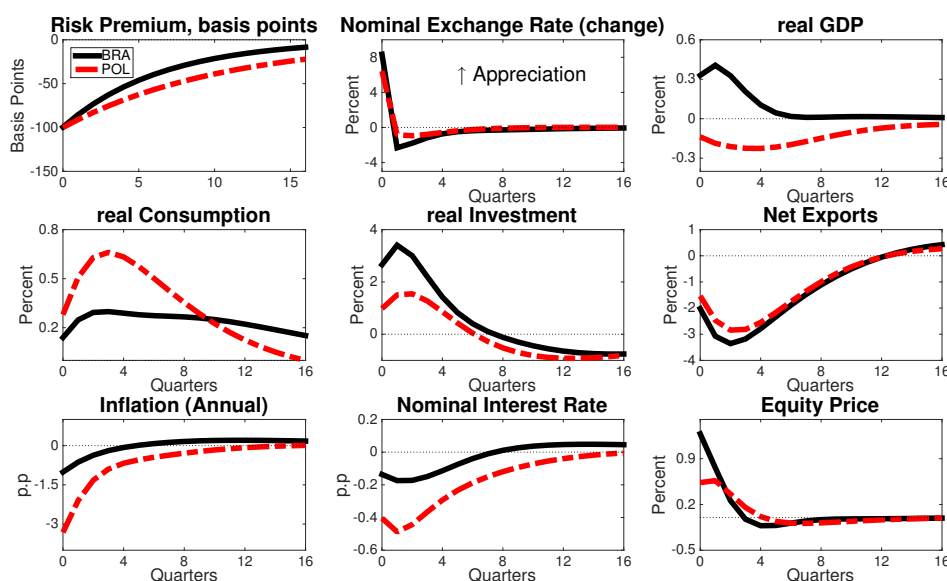 Risk Premium, basis points
Basis Points
0
-50
-100
-150
BRA
POL
0
5
10
15
Nominal Exchange Rate (change)
Percent
8
4
0
-4
↑ Appreciation
0
4
8
12
16
Quarters
real GDP
Percent
0.6
0.3
0
-0.3
0
4
8
12
16
Quarters
real Consumption
Percent
0.8
0.5
0.2
0
4
8
12
16
Quarters
real Investment
Percent
4
2
0
0
4
8
12
16
Quarters
Net Exports
Percent
1
0
-1
-2
-3
-4
0
4
8
12
16
Quarters
Inflation (Annual)
p.p
0
-1.5
-3
0
4
8
12
16
Quarters
Nominal Interest Rate
p.p
0.2
0
-0.2
-0.4
-0.6
0
4
8
12
16
Quarters
Equity Price
Percent
0.9
0.2
-0.5
0
4
8
12
16
Quarters